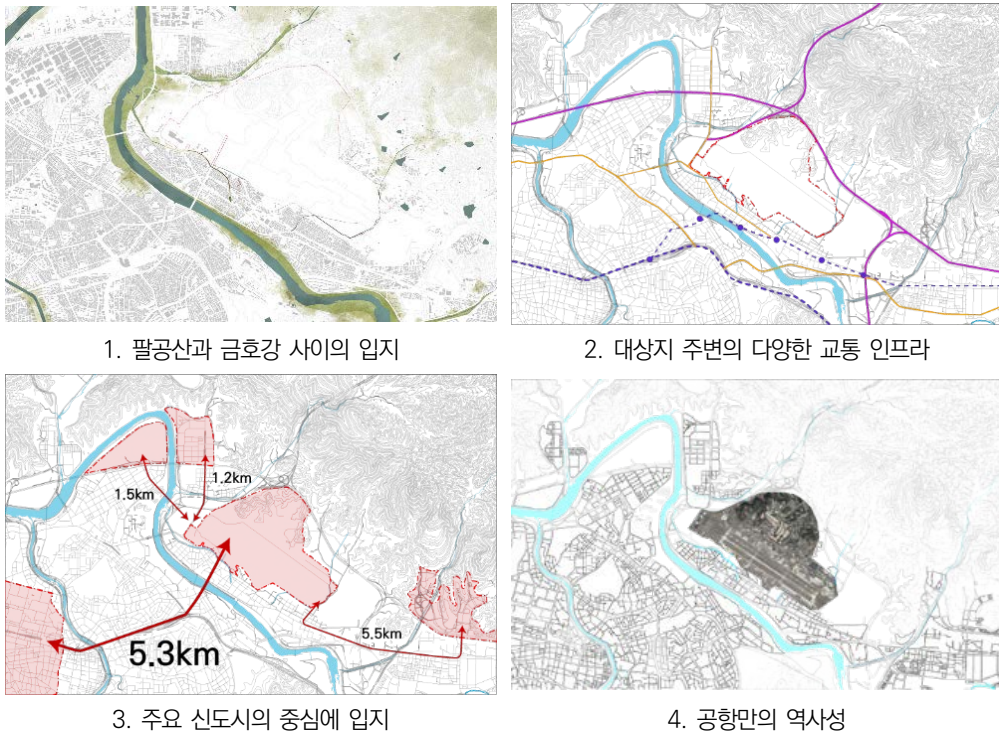 1. 팔공산과 금호강 사이의 입지
2. 대상지 주변의 다양한 교통 인프라
1.2km
1.5km
5.5km
5.3km
3. 주요 신도시의 중심에 입지
4. 공항만의 역사성